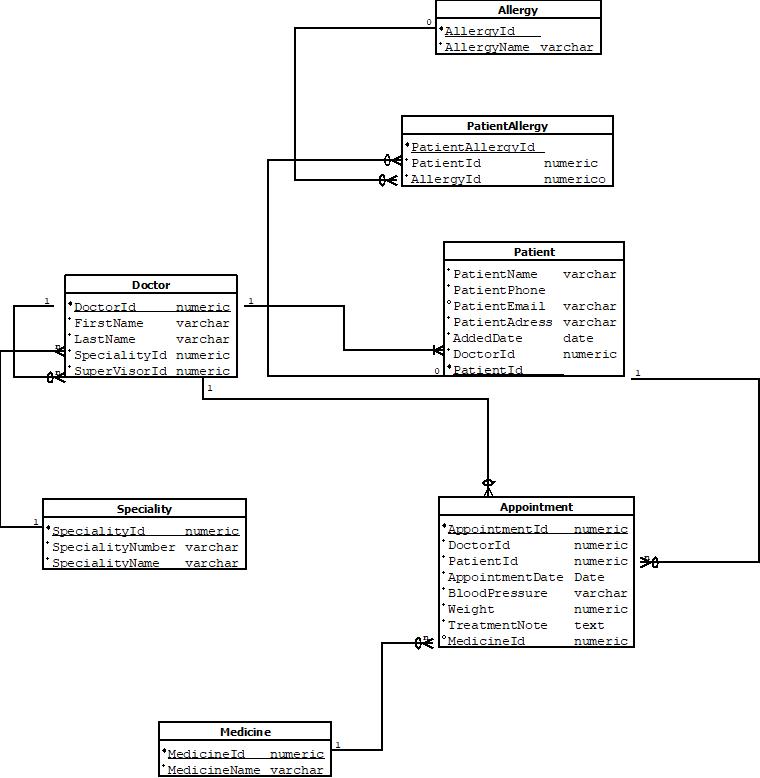 Allergy
0
AllergyId
AllergyName varchar
PatientAllergy
PatientAllergyId
PatientId numeric
AllergyId numerico
Patient
PatientName varchar
PatientPhone
PatientEmail varchar
PatientAdress varchar
AddedDate date
DoctorId numeric
0
PatientId
1
Doctor
1
1
DoctorId numeric
FirstName varchar
LastName varchar
n
SpecialityId numeric
n
SuperVisorId numeric
1
Speciality
1
SpecialityId numeric
SpecialityNumber varchar
SpecialityName varchar
Appointment
AppointmentId numeric
DoctorId numeric
PatientId numeric
n
AppointmentDate Date
BloodPressure varchar
Weight numeric
TreatmentNote text
n
MedicineId numeric
Medicine
1
MedicineId numeric
MedicineName varchar